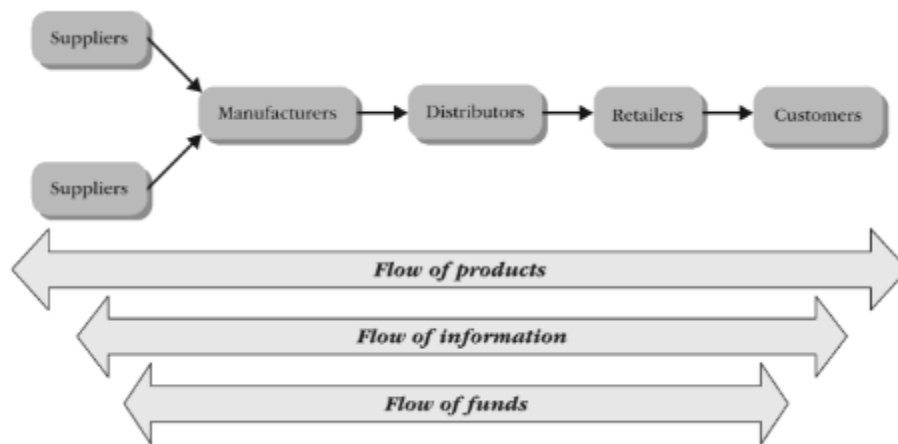 Suppliers
Manufacturers
Distributors
Retailers
Customers
Suppliers
Flow of products
Flow of information
Flow of funds